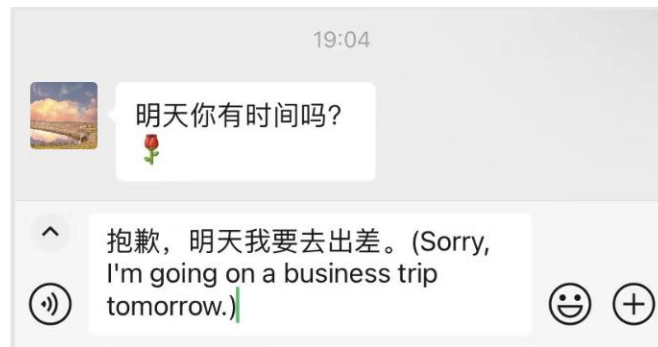 19:04
明天你有时间吗?
🌹
抱歉，明天我要去出差。(Sorry,
I'm going on a business trip
tomorrow.)